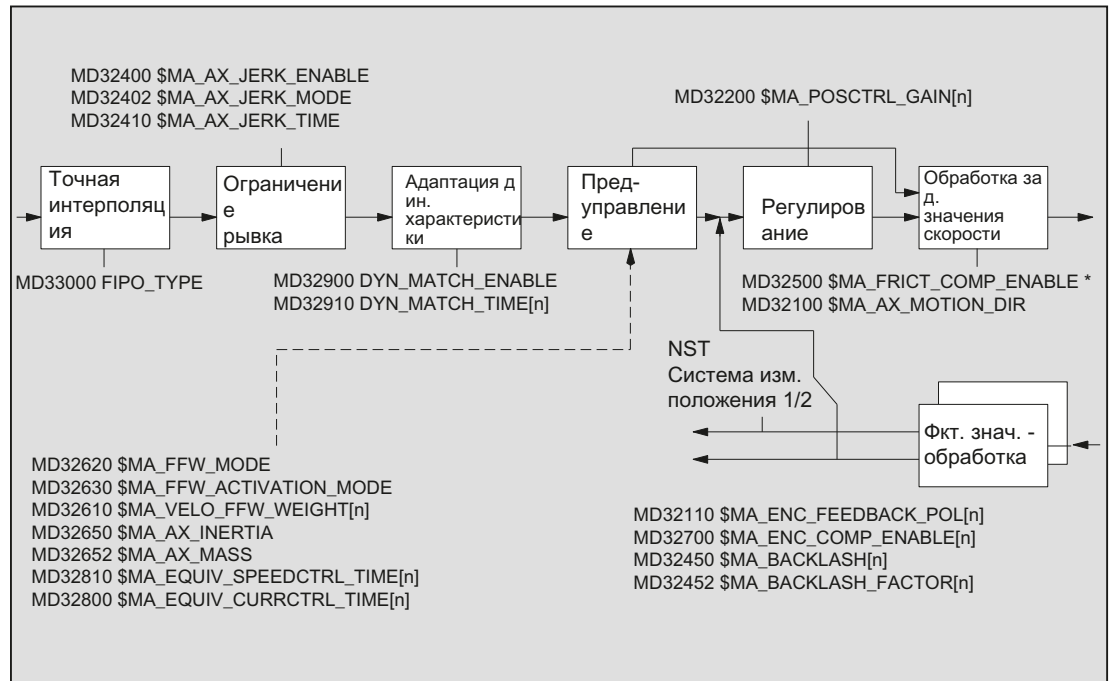 MD32400 $MA_AX_JERK_ENABLE
MD32402 $MA_AX_JERK_MODE
MD32410 $MA_AX_JERK_TIME
MD32200 $MA_POSCTRL_GAIN[n]
Точная
интерполяц
ия
Ограничени
е
рывка
Адаптация д
ин.
характеристи
ки
Пред-
управлени
е
Регулиров
ание
Обработка за
д.
значения
скорости
MD33000 FIPO_TYPE
MD32900 DYN_MATCH_ENABLE
MD32910 DYN_MATCH_TIME[n]
MD32500 $MA_FRICT_COMP_ENABLE *
MD32100 $MA_AX_MOTION_DIR
NST
Система изм.
положения 1/2
Фкт. знач. -
обработка
MD32620 $MA_FFW_MODE
MD32630 $MA_FFW_ACTIVATION_MODE
MD32610 $MA_VELO_FFW_WEIGHT[n]
MD32650 $MA_AX_INERTIA
MD32652 $MA_AX_MASS
MD32810 $MA_EQUIV_SPEEDCTRL_TIME[n]
MD32800 $MA_EQUIV_CURRCTRL_TIME[n]
MD32110 $MA_ENC_FEEDBACK_POL[n]
MD32700 $MA_ENC_COMP_ENABLE[n]
MD32450 $MA_BACKLASH[n]
MD32452 $MA_BACKLASH_FACTOR[n]